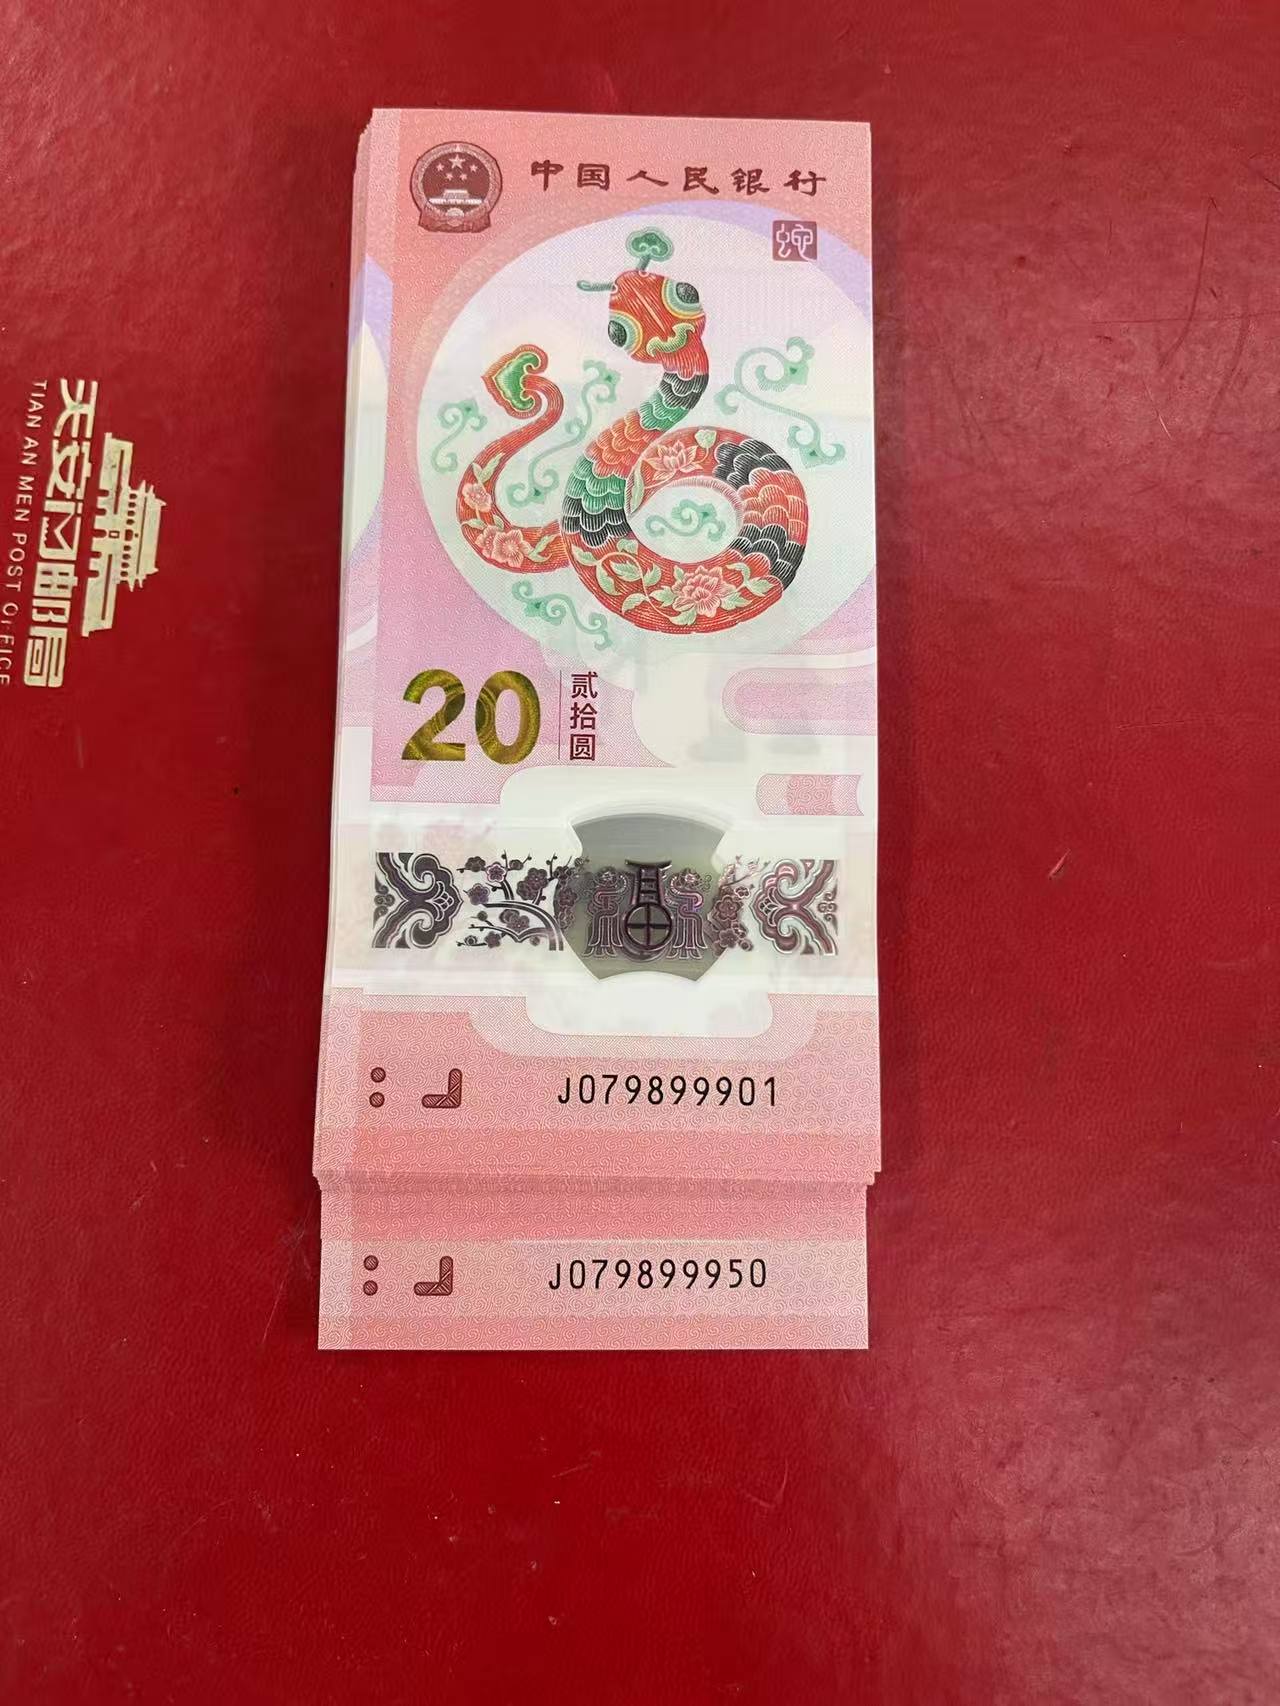 中国人民银行
蛇
20
贰拾圆
J079899901
J079899950
天安门邮局
TIAN AN MEN POST OFFICE